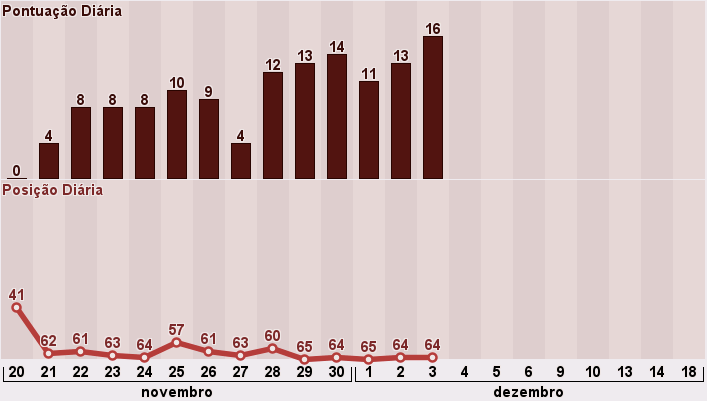 Pontuação Diária
0 4 8 8 8 10 9 4 12 13 14 11 13 16
Posição Diária
41 62 61 63 64 57 61 63 60 65 64 65 64 64
20 21 22 23 24 25 26 27 28 29 30 1 2 3 4 5 6 9 10 13 14 18
novembro dezembro